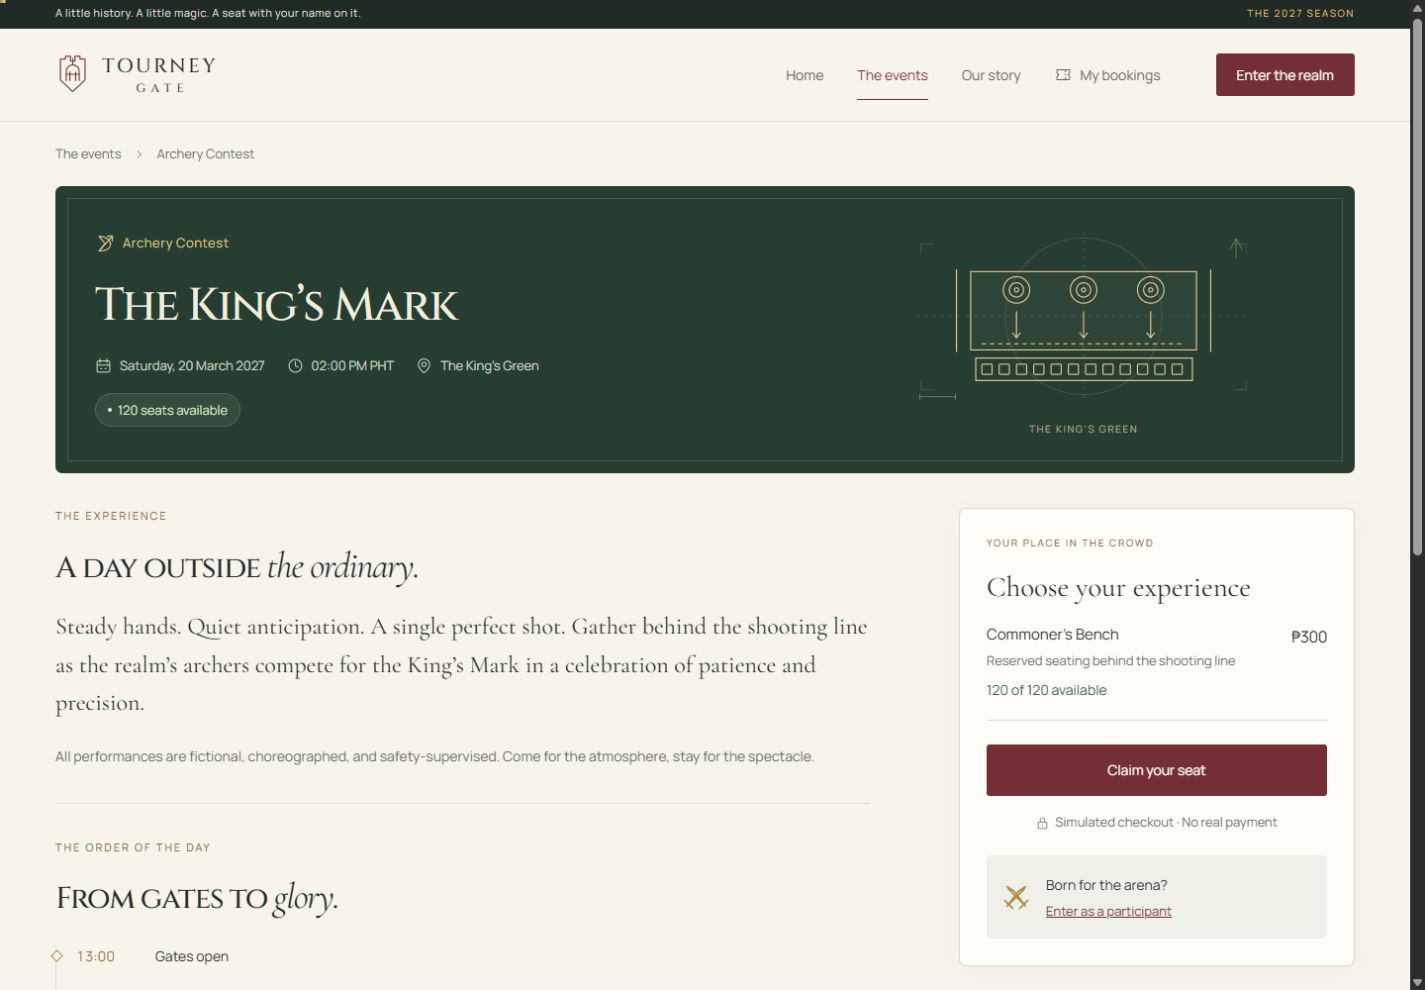 A little history. A little magic. A seat with your name on it.
THE 2027 SEASON
TOURNEY
GATE
Home
The events
Our story
My bookings
Enter the realm
The events
Archery Contest
Archery Contest
THE KING’S MARK
Saturday, 20 March 2027
02:00 PM PHT
The King's Green
• 120 seats available
THE KING'S GREEN
THE EXPERIENCE
A DAY OUTSIDE the ordinary.
Steady hands. Quiet anticipation. A single perfect shot. Gather behind the shooting line
as the realm’s archers compete for the King’s Mark in a celebration of patience and
precision.
All performances are fictional, choreographed, and safety-supervised. Come for the atmosphere, stay for the spectacle.
THE ORDER OF THE DAY
FROM GATES TO glory.
13:00
Gates open
YOUR PLACE IN THE CROWD
Choose your experience
Commoner's Bench
₱300
Reserved seating behind the shooting line
120 of 120 available
Claim your seat
Simulated checkout · No real payment
Born for the arena?
Enter as a participant